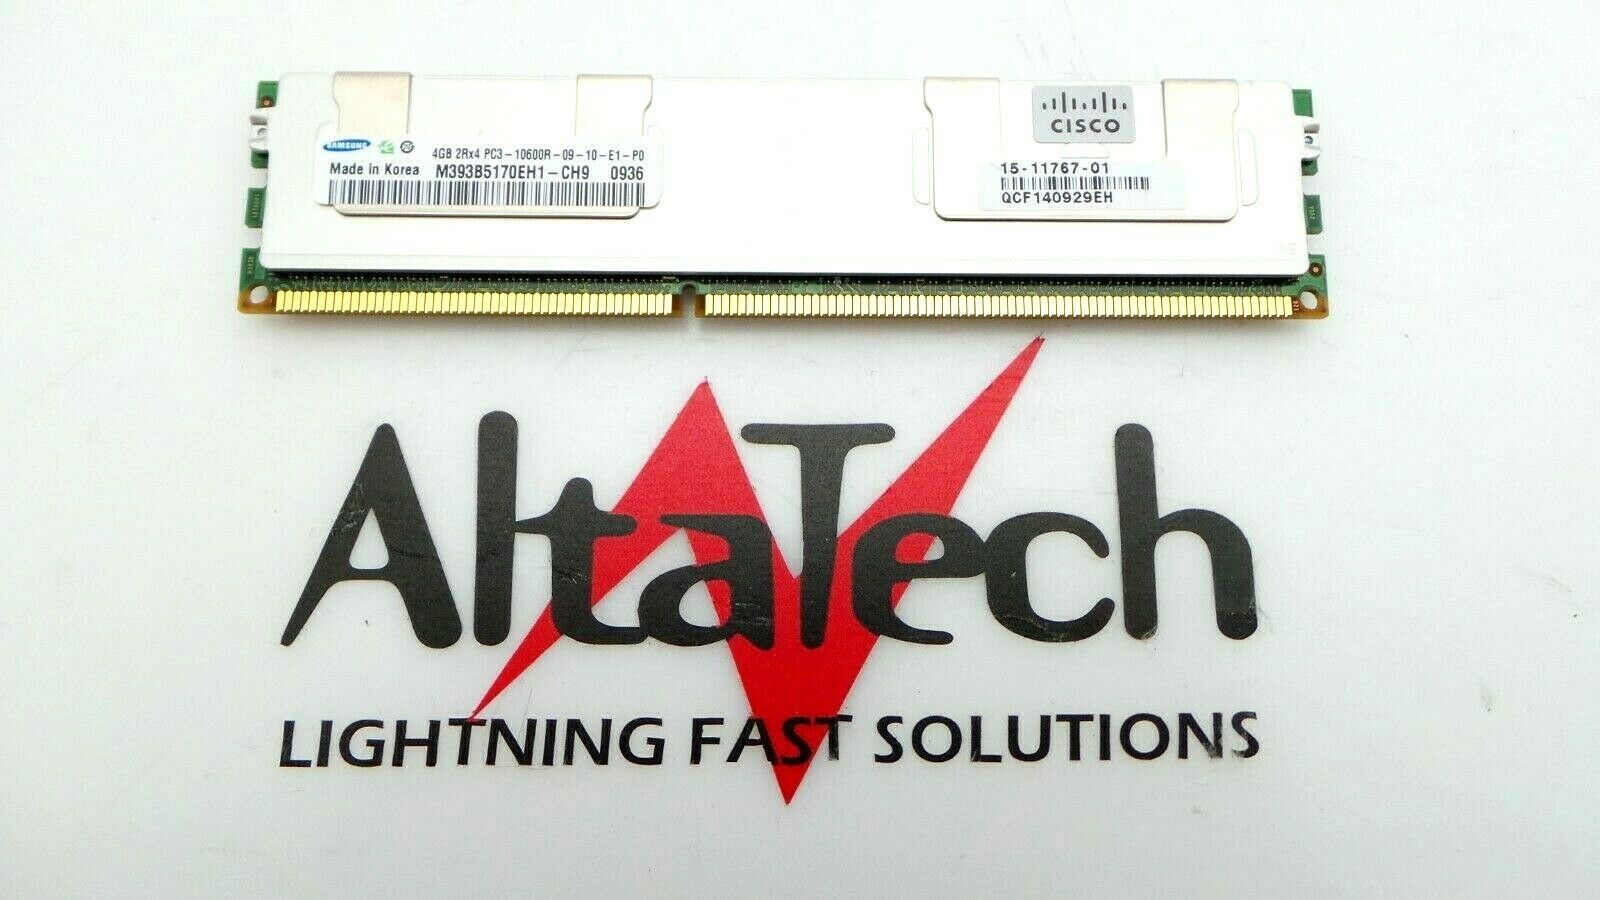 SAMSUNG
4GB 2Rx4 PC3-10600R-09-10-E1-P0
Made in Korea M393B5170EH1-CH9 0936
CISCO
15-11767-01
QCF140929EH
AltaTech
LIGHTNING FAST SOLUTIONS